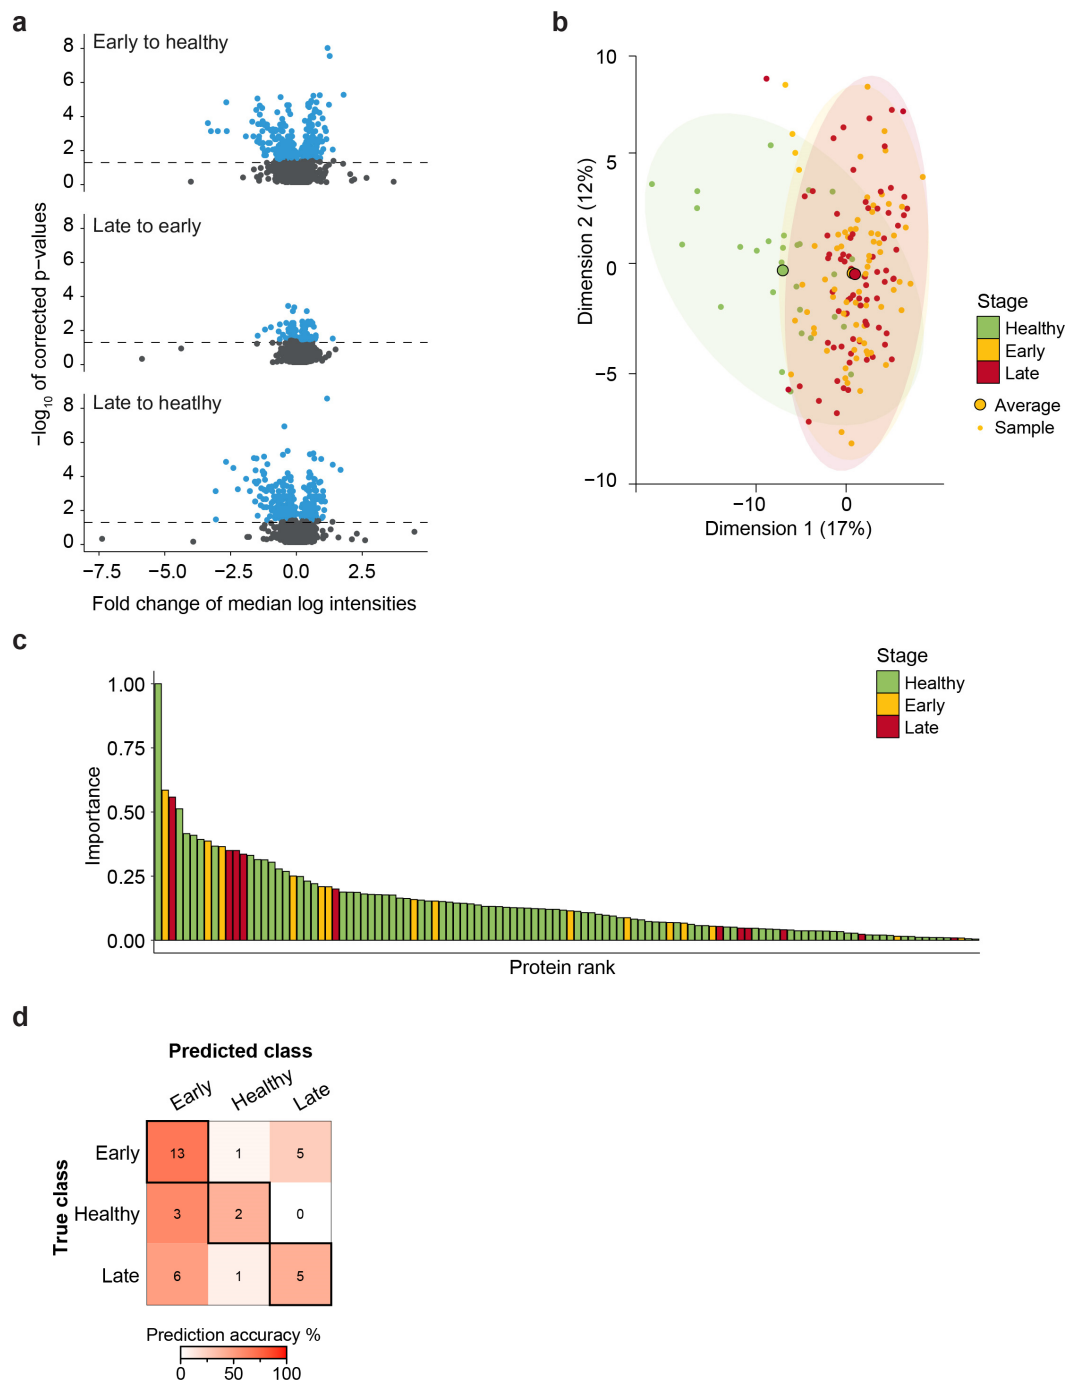 a
Early to healthy
8
6
4
2
0
Late to early
8
6
4
2
0
Late to heatlhy
8
6
4
2
0
−log10 of corrected p−values
−7.5 −5.0 −2.5 0.0 2.5
Fold change of median log intensities
b
10
5
0
−5
−10
Dimension 2 (12%)
−10 0
Dimension 1 (17%)
Stage
Healthy
Early
Late
Average
Sample
c
Stage
Healthy
Early
Late
1.00
0.75
0.50
0.25
0.00
Importance
Protein rank
d
Predicted class
Early Healthy Late
True class
Early 13 1 5
Healthy 3 2 0
Late 6 1 5
Prediction accuracy %
0 50 100